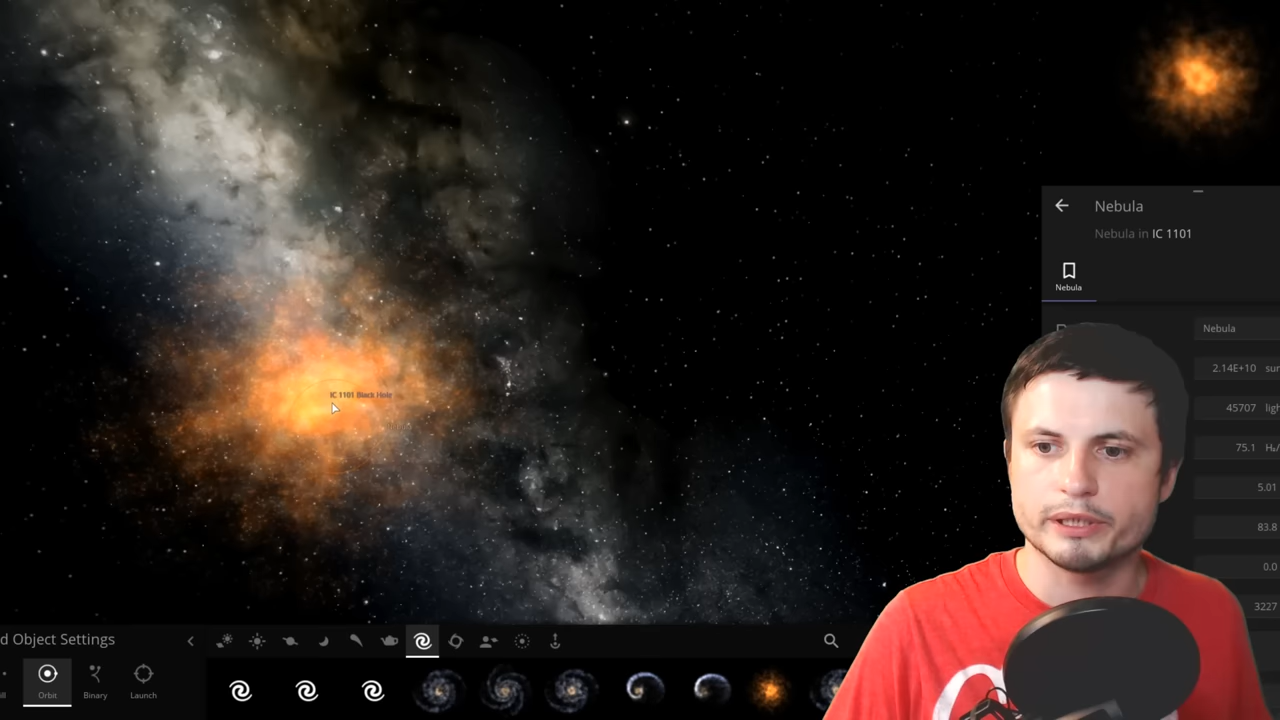 Nebula
Nebula in IC 1101
Nebula
Nebula
2.14E+10
45707
75.1
5.01
83.8
0.0
3227
IC 1101 Black Hole
d Object Settings
Orbit
Binary
Launch